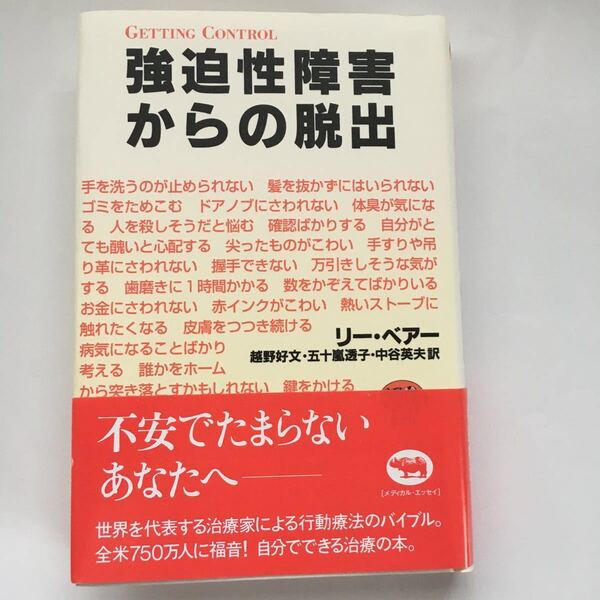 GETTING CONTROL
強迫性障害
からの脱出
手を洗うのが止められない　髪を抜かずにはいられない
ゴミをためこむ　ドアノブにさわれない　体臭が気にな
る　人を殺しそうだと悩む　確認ばかりする　自分がと
ても醜いと心配する　尖ったものがこわい　手すりや吊
り革にさわれない　握手できない　万引きしそうな気が
する　歯磨きに１時間かかる　数をかぞえてばかりいる
お金にさわれない　赤インクがこわい　熱いストーブに
触れたくなる　皮膚をつつき続ける
病気になることばかり
考える　誰かをホーム
から突き落とすかもしれない　鍵をかける
リー・ベアー
越野好文・五十嵐透子・中谷英夫 訳
不安でたまらない
あなたへ――
[メディカル・エッセイ]
世界を代表する治療家による行動療法のバイブル。
全米750万人に福音！自分でできる治療の本。